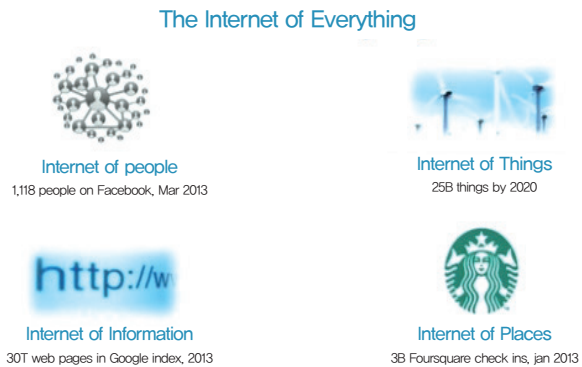 The Internet of Everything
Internet of people
1,118 people on Facebook, Mar 2013
Internet of Things
25B things by 2020
http://w
Internet of Information
30T web pages in Google index, 2013
Internet of Places
3B Foursquare check ins, jan 2013